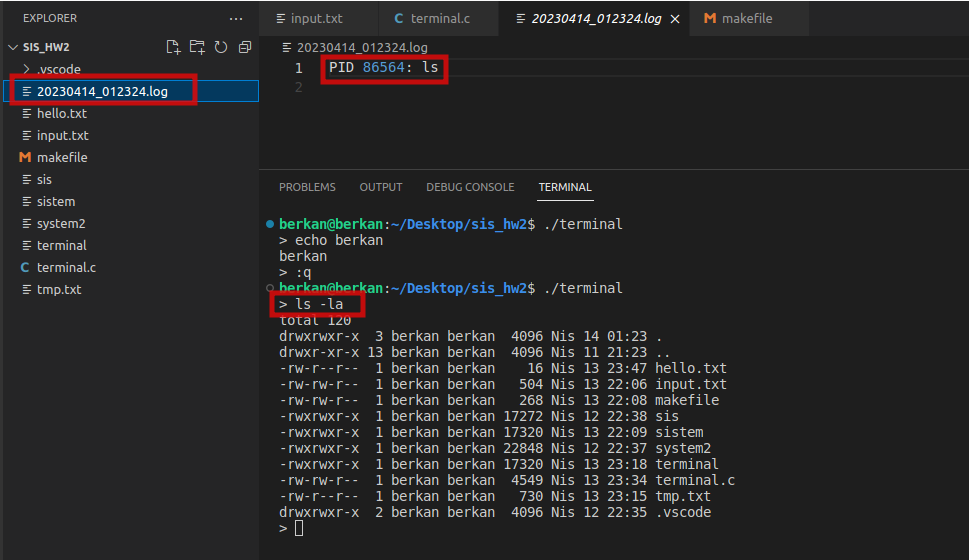 EXPLORER ...
SIS_HW2
.vscode
20230414_012324.log
hello.txt
input.txt
M makefile
sis
sistem
system2
terminal
C terminal.c
tmp.txt
input.txt C terminal.c 20230414_012324.log × M makefile
20230414_012324.log
1 PID 86564: ls
2
PROBLEMS OUTPUT DEBUG CONSOLE TERMINAL
berkan@berkan:~/Desktop/sis_hw2$ ./terminal
> echo berkan
berkan
> :q
berkan@berkan:~/Desktop/sis_hw2$ ./terminal
> ls -la
total 120
drwxrwxr-x 3 berkan berkan 4096 Nis 14 01:23 .
drwxr-xr-x 13 berkan berkan 4096 Nis 11 21:23 ..
-rw-r--r-- 1 berkan berkan 16 Nis 13 23:47 hello.txt
-rw-rw-r-- 1 berkan berkan 504 Nis 13 22:06 input.txt
-rw-rw-r-- 1 berkan berkan 268 Nis 13 22:08 makefile
-rwxrwxr-x 1 berkan berkan 17272 Nis 12 22:38 sis
-rwxrwxr-x 1 berkan berkan 17320 Nis 13 22:09 sistem
-rwxrwxr-x 1 berkan berkan 22848 Nis 12 22:37 system2
-rwxrwxr-x 1 berkan berkan 17320 Nis 13 23:18 terminal
-rw-rw-r-- 1 berkan berkan 4549 Nis 13 23:34 terminal.c
-rw-rw-r-- 1 berkan berkan 730 Nis 13 23:15 tmp.txt
drwxrwxr-x 2 berkan berkan 4096 Nis 12 22:35 .vscode
>